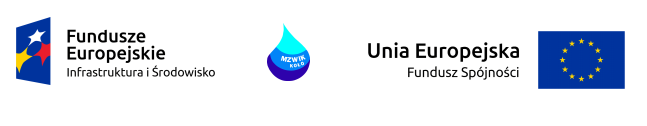 Fundusze
Europejskie
Infrastruktura i Środowisko
MZWIK
KOŁO
Unia Europejska
Fundusz Spójności